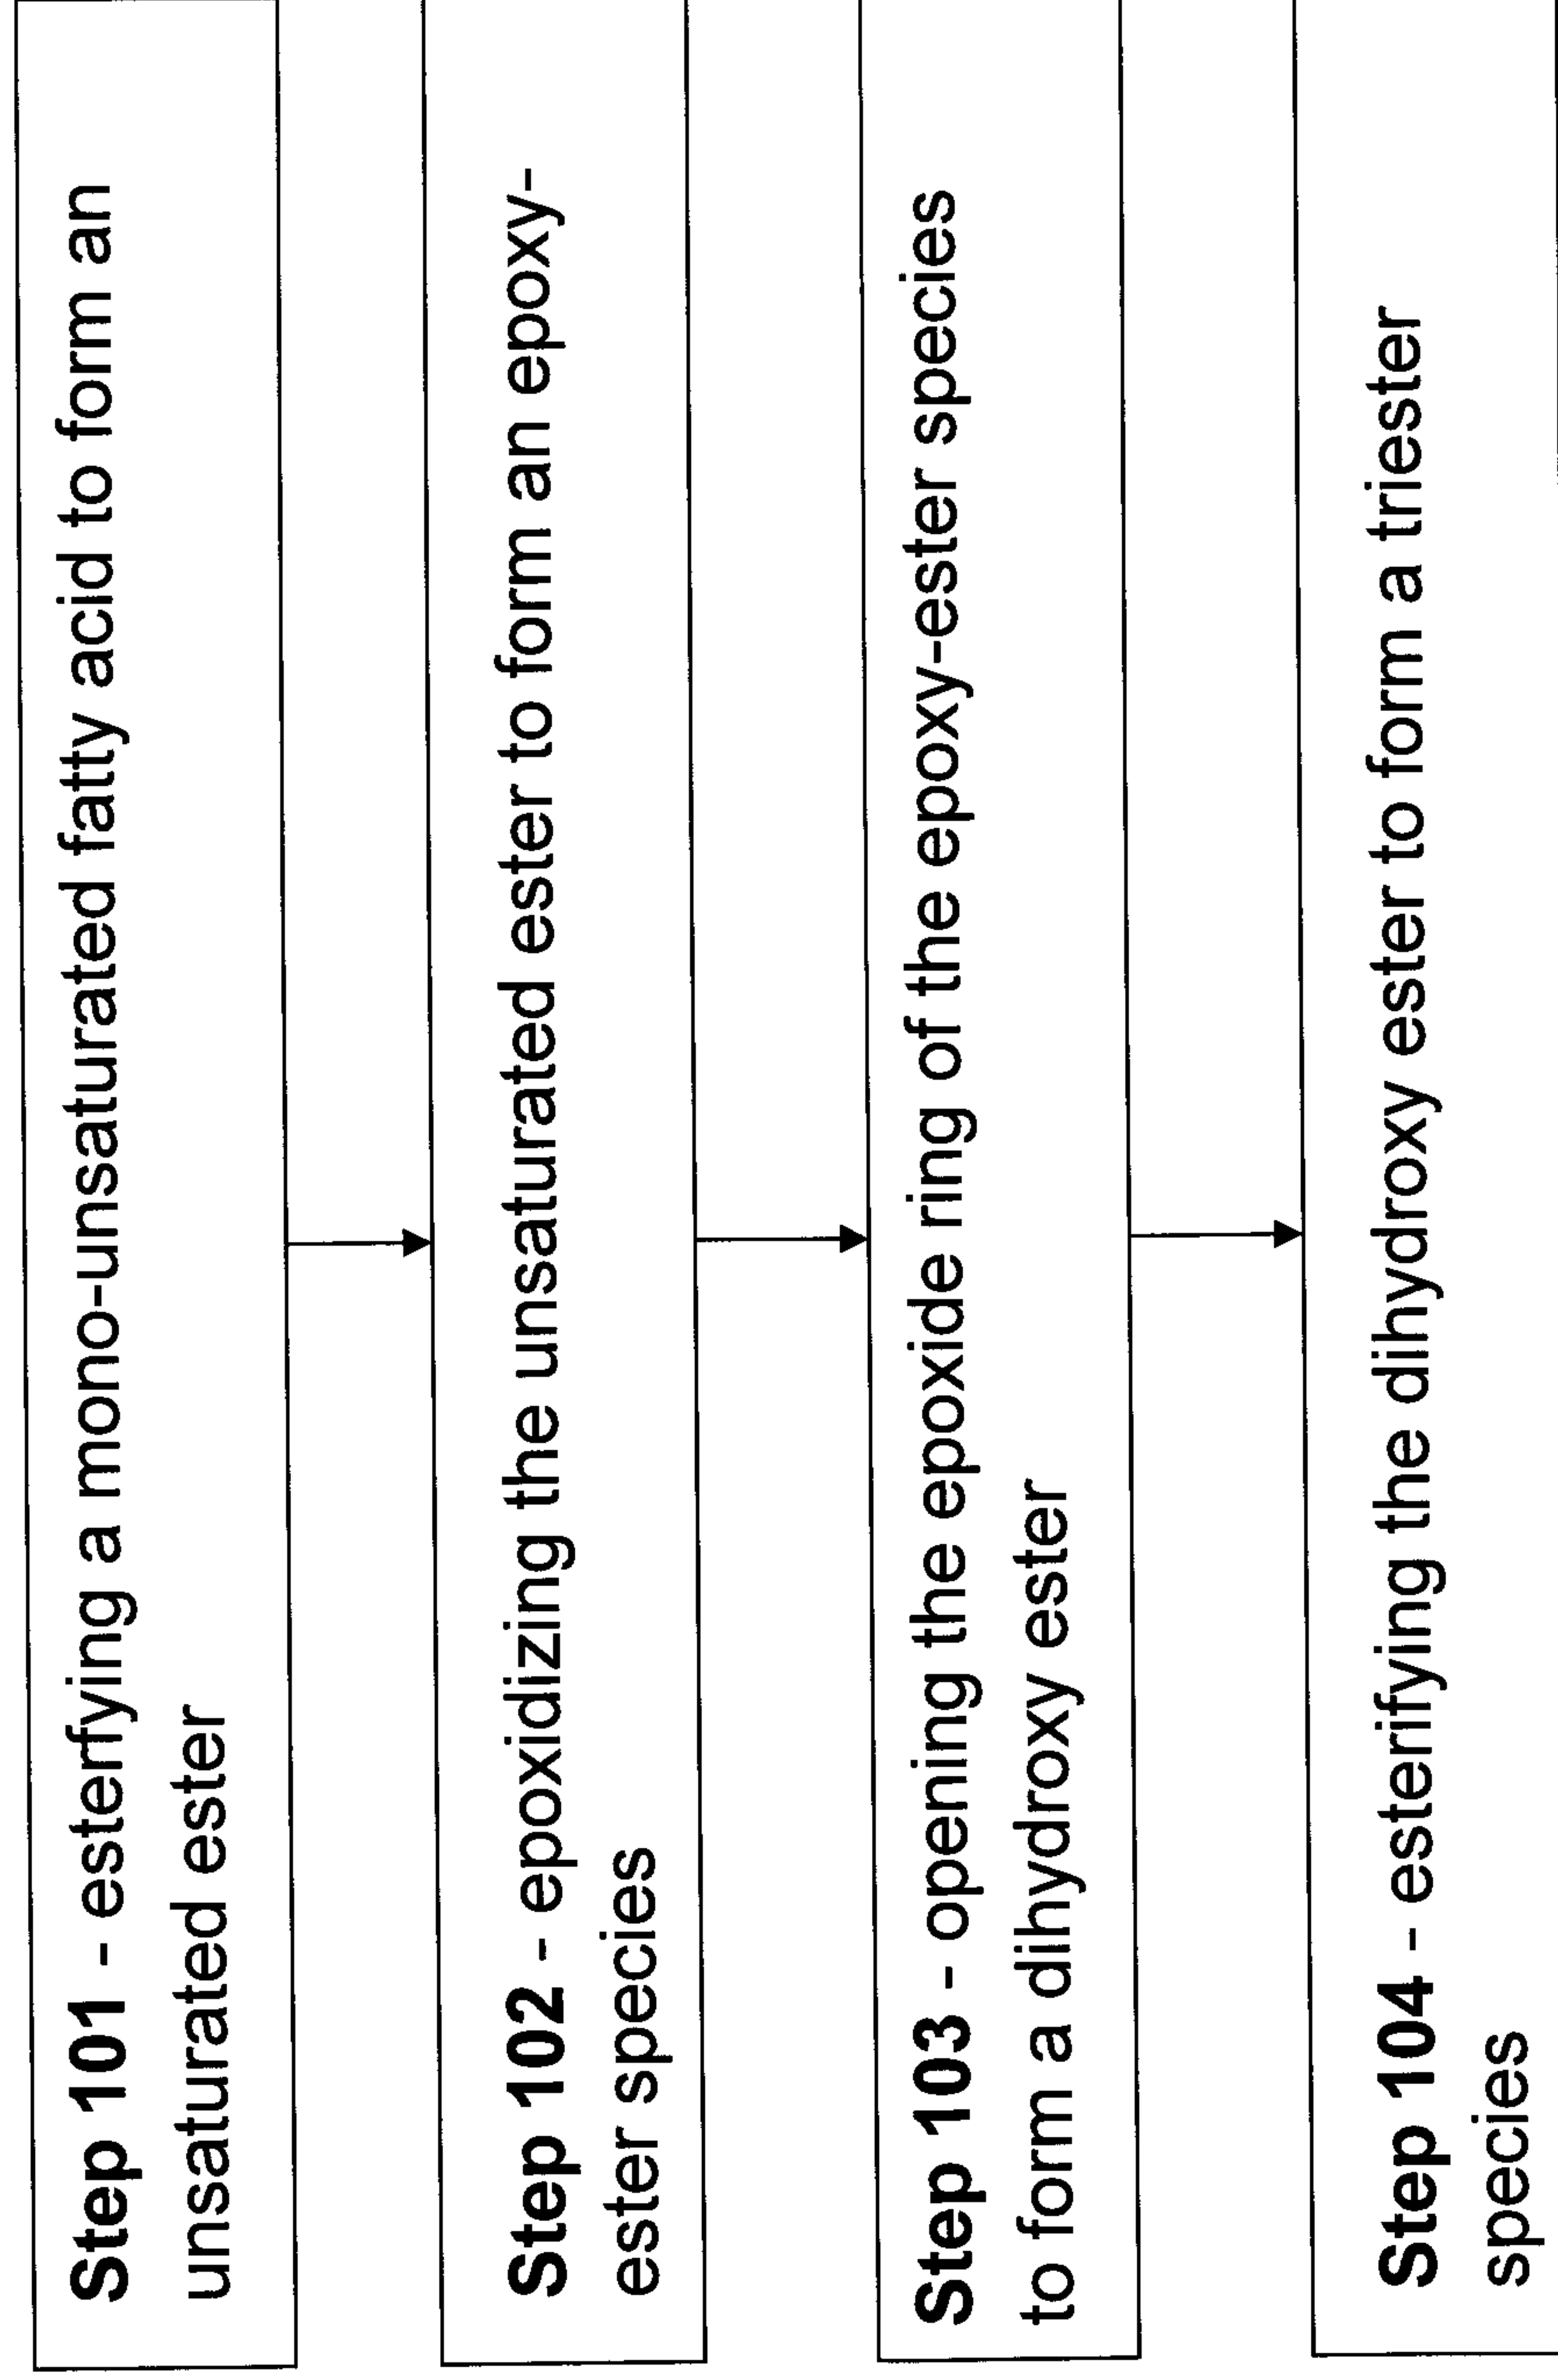 Step 101 - esterfying a mono-unsaturated fatty acid to form an
unsaturated ester
Step 102 - epoxidizing the unsaturated ester to form an epoxy-
ester species
Step 103 - opening the epoxide ring of the epoxy-ester species
to form a dihydroxy ester
Step 104 - esterifying the dihydroxy ester to form a triester
species